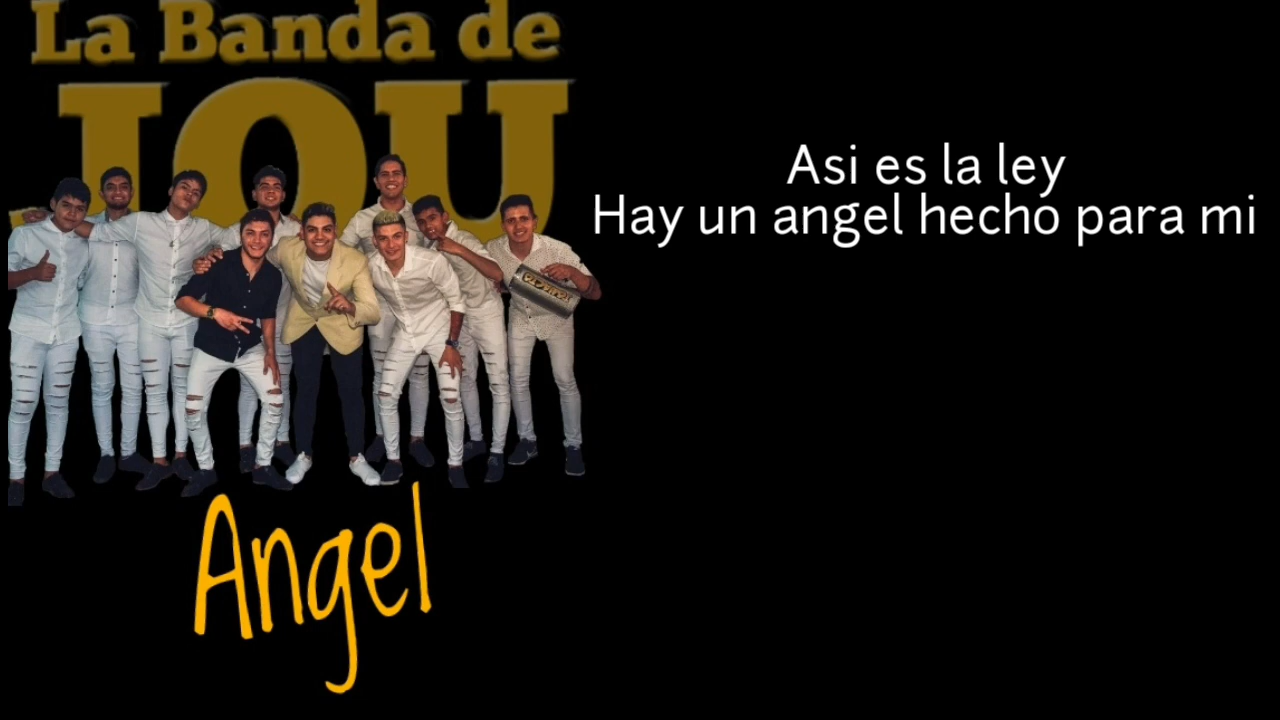 La Banda de
JOU
Angel
Asi es la ley
Hay un angel hecho para mi